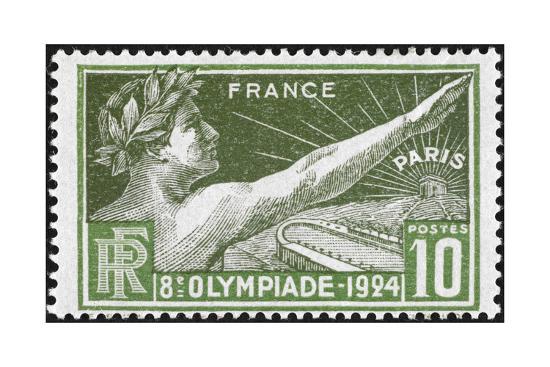 FRANCE
PARIS
POSTES
RF
10
8e OLYMPIADE-1924